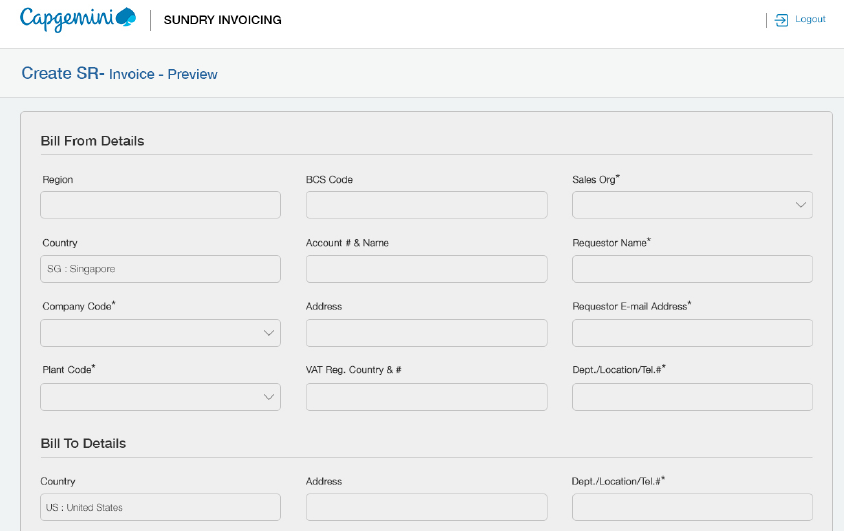 Capgemini SUNDRY INVOICING Logout
Create SR- Invoice - Preview
Bill From Details
Region BCS Code Sales Org*
Country Account # & Name Requestor Name*
SG : Singapore
Company Code* Address Requestor E-mail Address*
Plant Code* VAT Reg. Country & # Dept./Location/Tel.#*
Bill To Details
Country Address Dept./Location/Tel.#*
US : United States